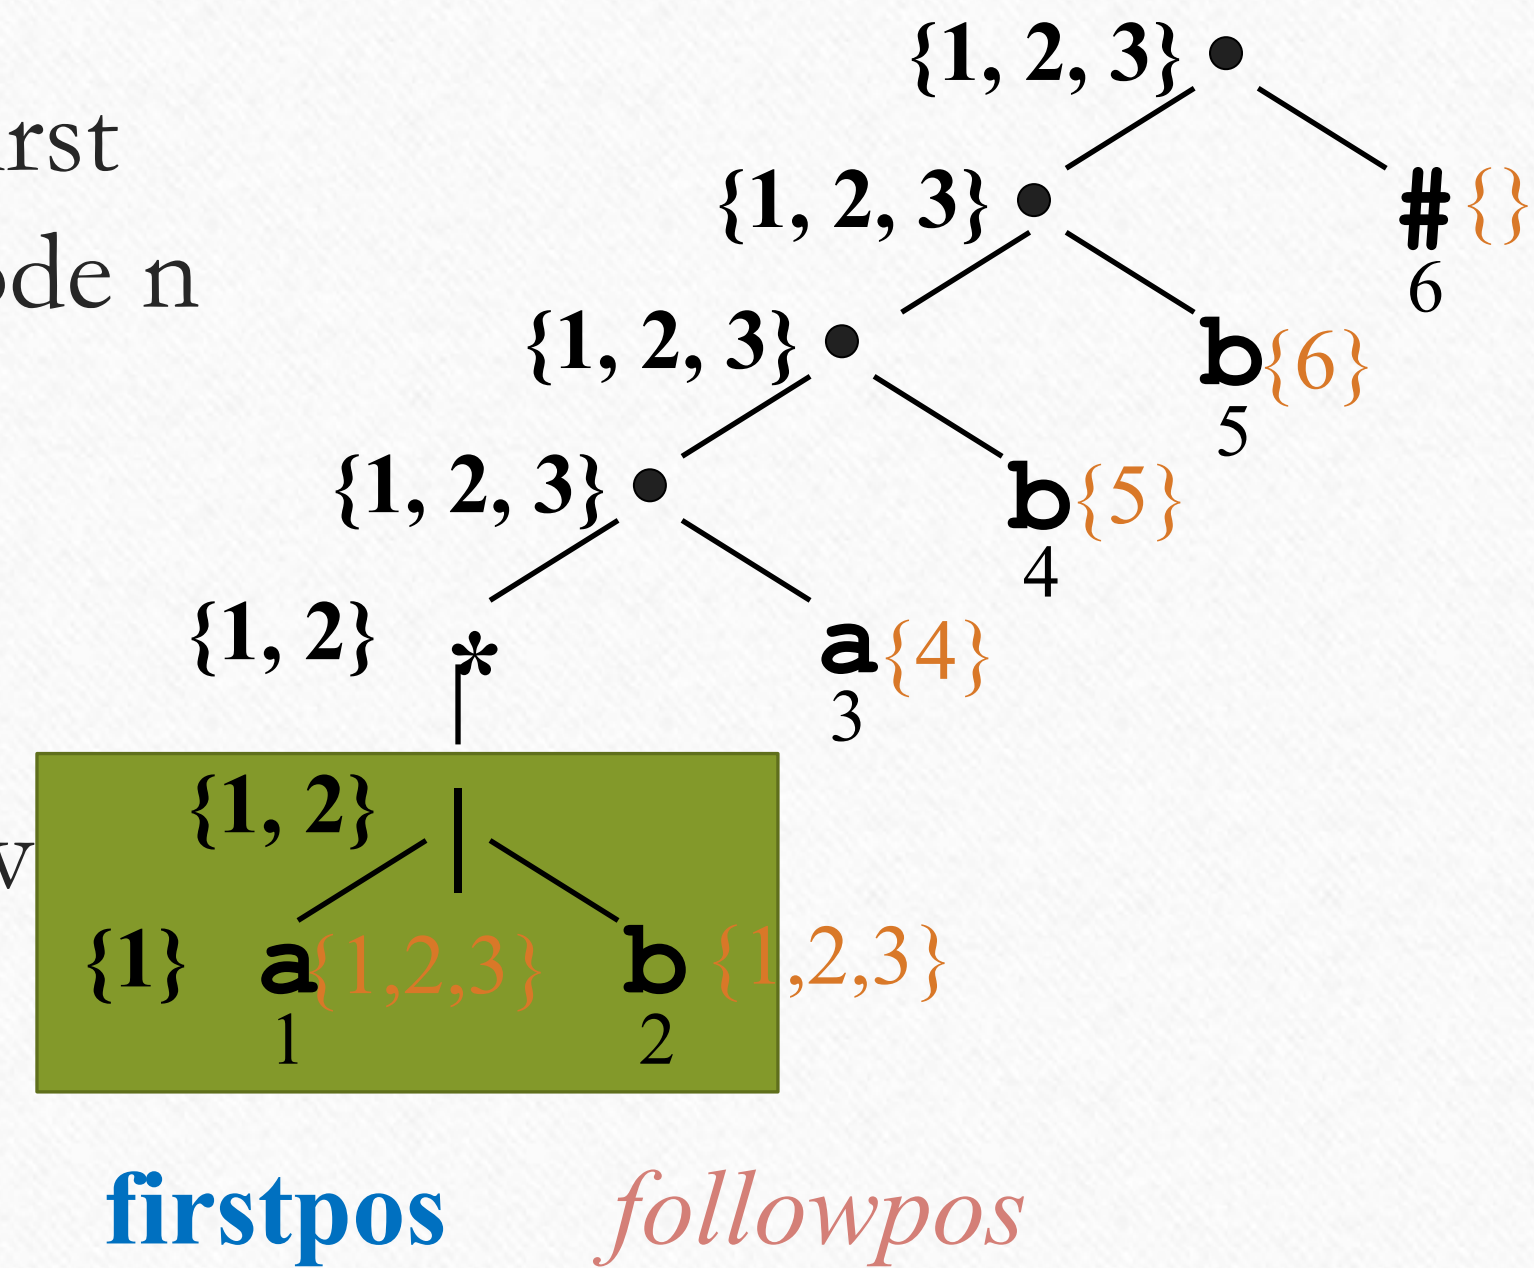 {1, 2, 3} ●
rst
{1, 2, 3} ● # {}
6
ode n
{1, 2, 3} ● b {6}
5
{1, 2, 3} ● b {5}
4
{1, 2} * a {4}
3
{1, 2} |
{1} a {1,2,3} b {1,2,3}
1 2
firstpos followpos